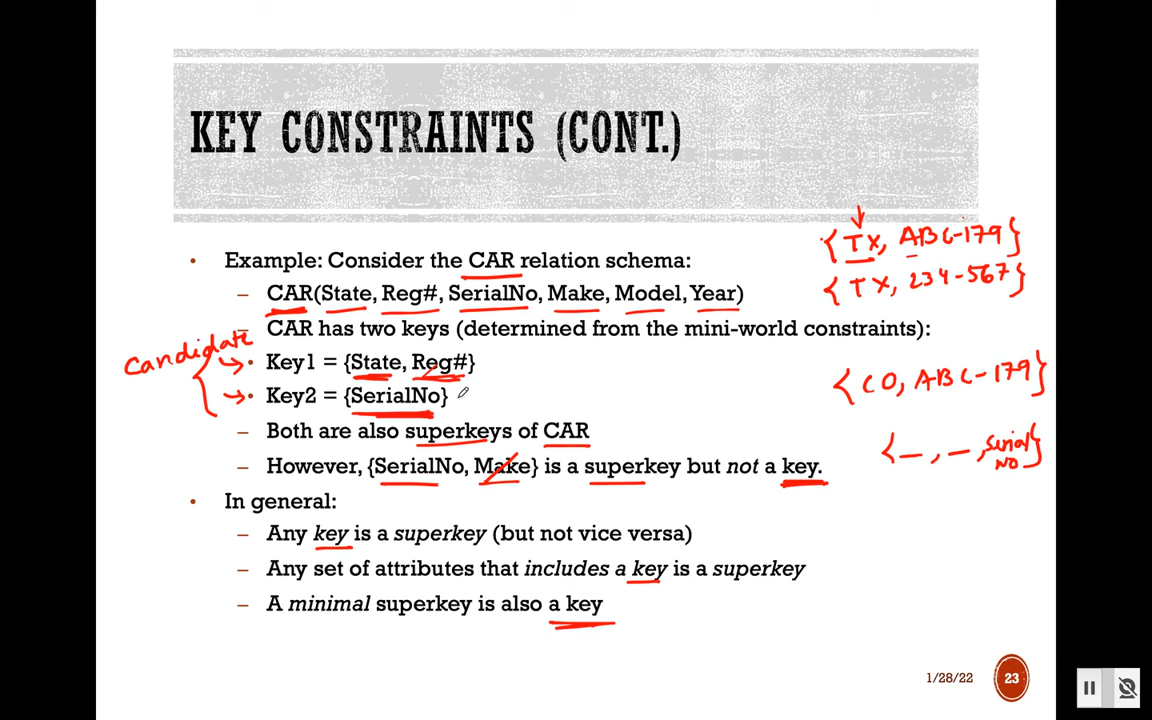 KEY CONSTRAINTS (CONT.)
{TX, ABC-179}
{TX, 234-567}
• Example: Consider the CAR relation schema:
– CAR(State, Reg#, SerialNo, Make, Model, Year)
– CAR has two keys (determined from the mini-world constraints):
Candidate
• Key1 = {State, Reg#}
{CO, ABC-179}
• Key2 = {SerialNo}
– Both are also superkeys of CAR
{_, _, Serial
NO}
– However, {SerialNo, Make} is a superkey but not a key.
• In general:
– Any key is a superkey (but not vice versa)
– Any set of attributes that includes a key is a superkey
– A minimal superkey is also a key
1/28/22
23